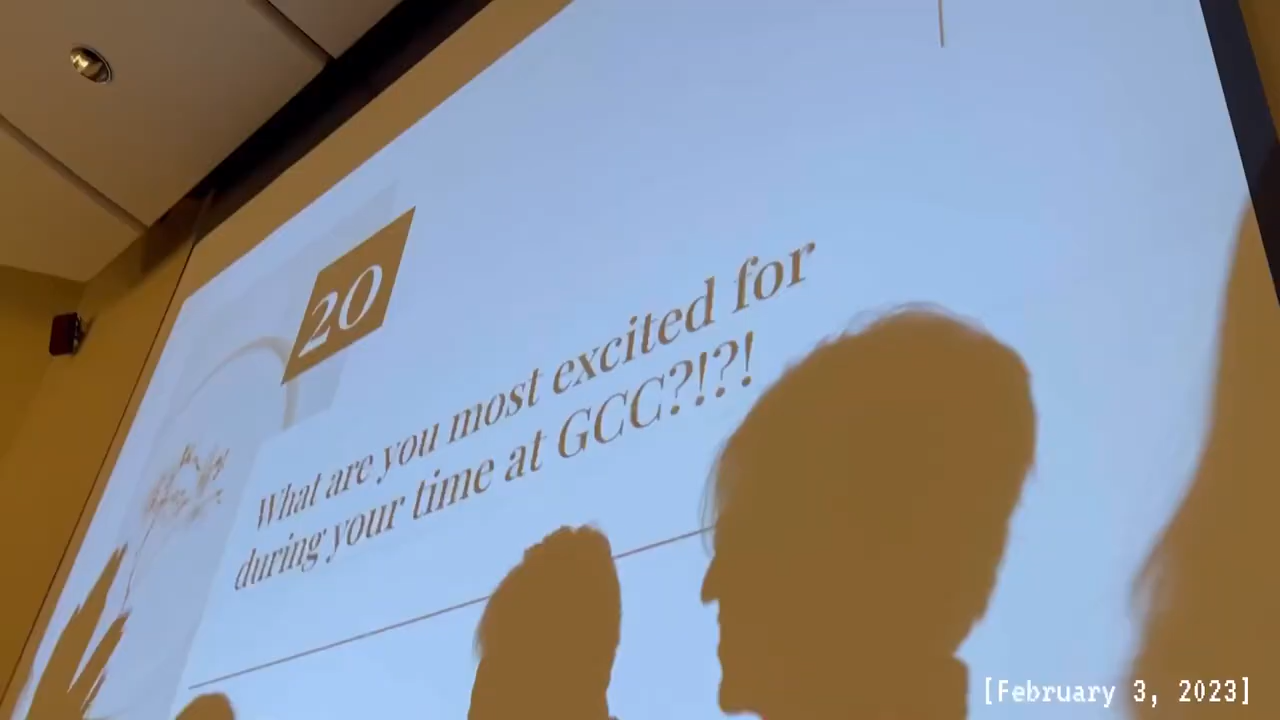 20
What are you most excited for
during your time at GCC?!?!
[February 3, 2023]